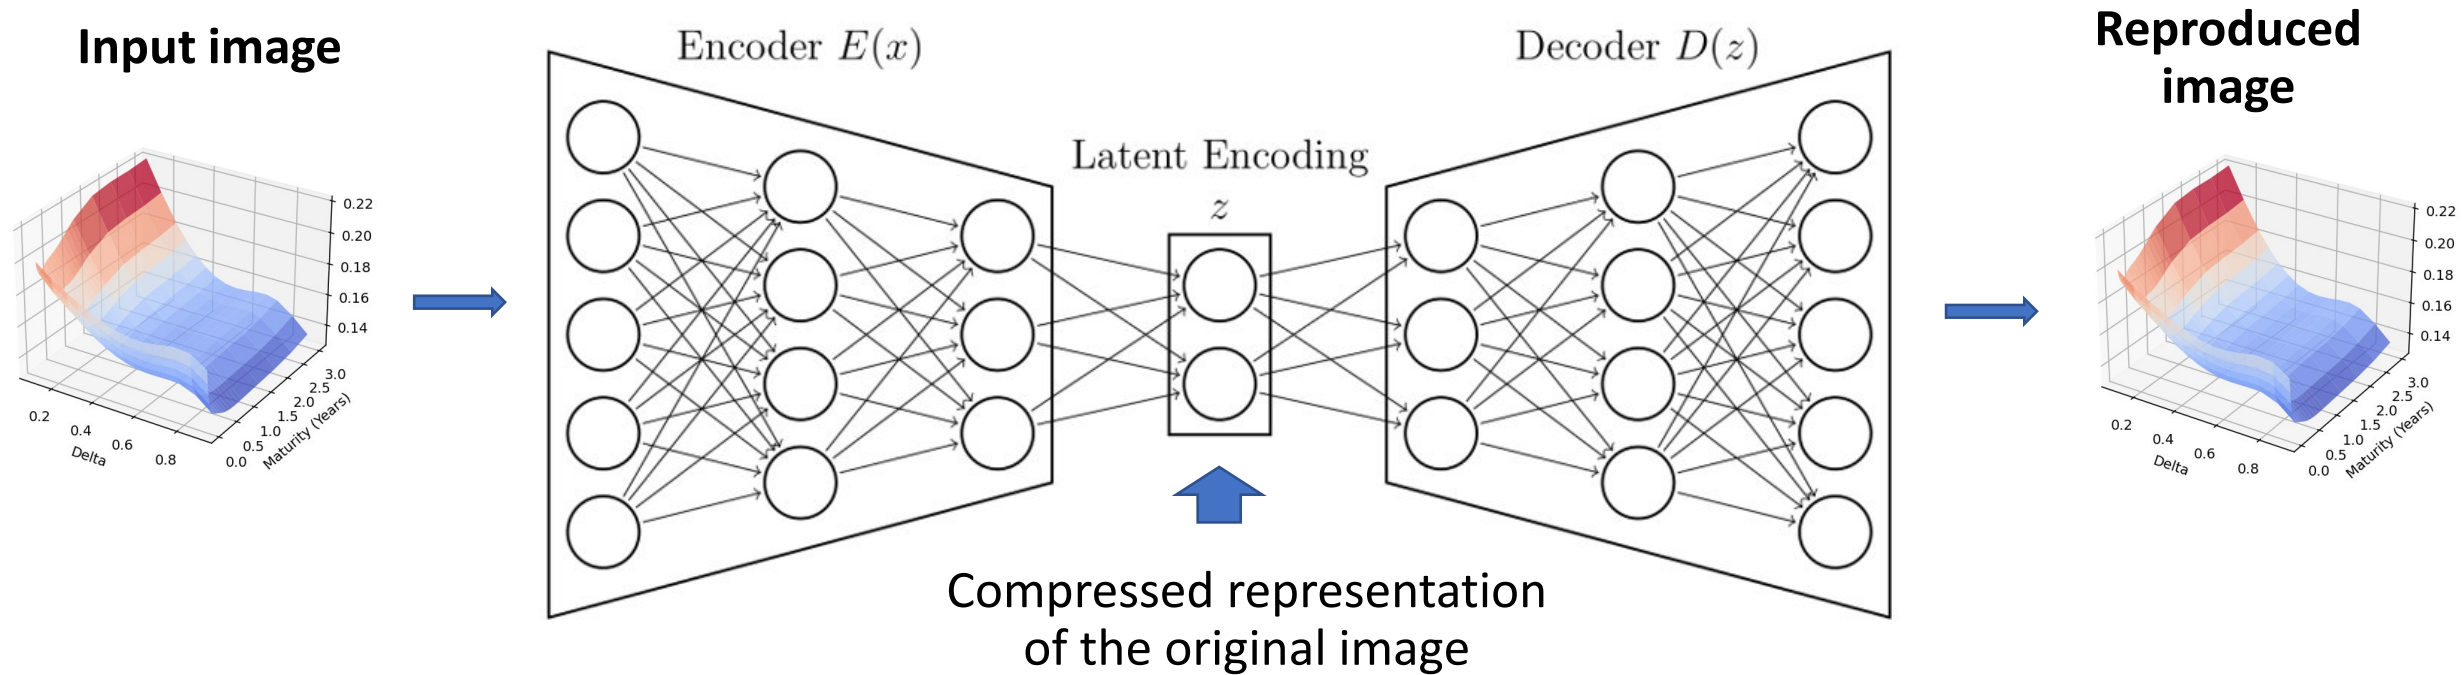 Input image
Encoder E(x)
Decoder D(z)
Reproduced
image
Latent Encoding
z
0.22
0.20
0.18
0.16
0.14
3.0
2.5
2.0
1.5
1.0
0.5
0.0
Maturity (Years)
0.2
0.4
0.6
0.8
Delta
0.22
0.20
0.18
0.16
0.14
3.0
2.5
2.0
1.5
1.0
0.5
0.0
Maturity (Years)
0.2
0.4
0.6
0.8
Delta
Compressed representation
of the original image